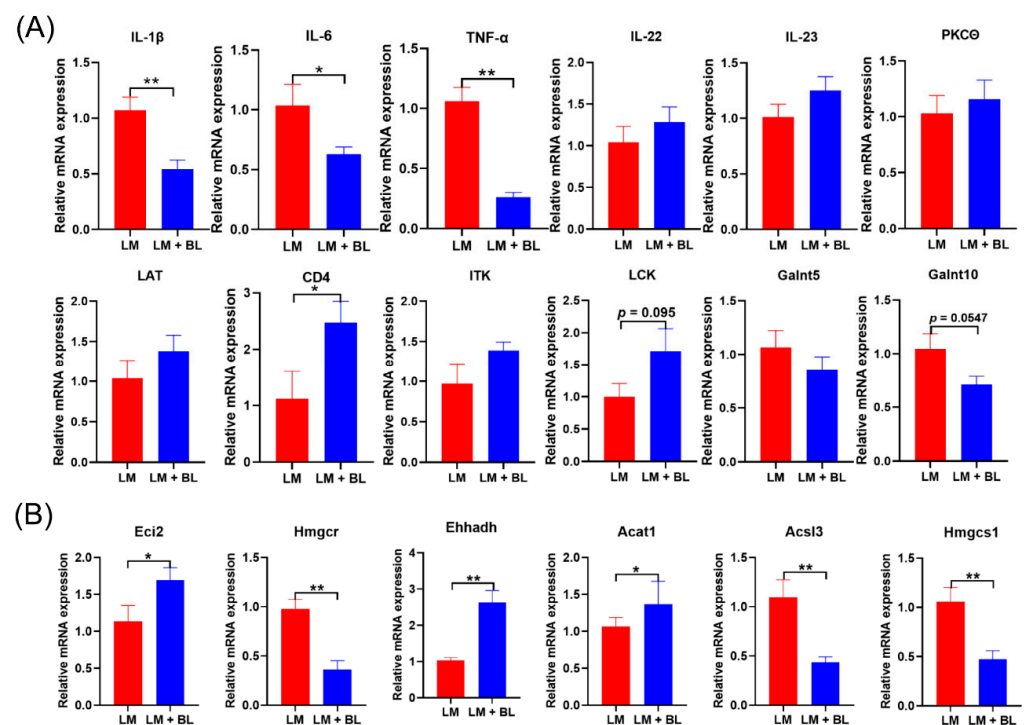 (A)
IL-1β
Relative mRNA expression
1.5
1.0
0.5
0.0
**
LM
LM + BL
IL-6
Relative mRNA expression
1.5
1.0
0.5
0.0
*
LM
LM + BL
TNF-α
Relative mRNA expression
1.5
1.0
0.5
0.0
**
LM
LM + BL
IL-22
Relative mRNA expression
2.0
1.5
1.0
0.5
0.0
LM
LM + BL
IL-23
Relative mRNA expression
1.5
1.0
0.5
0.0
LM
LM + BL
PKCΘ
Relative mRNA expression
1.5
1.0
0.5
0.0
LM
LM + BL
LAT
Relative mRNA expression
2.0
1.5
1.0
0.5
0.0
LM
LM + BL
CD4
Relative mRNA expression
3
2
1
0
*
LM
LM + BL
ITK
Relative mRNA expression
2.0
1.5
1.0
0.5
0.0
LM
LM + BL
LCK
Relative mRNA expression
2.5
2.0
1.5
1.0
0.5
0.0
p = 0.095
LM
LM + BL
Galnt5
Relative mRNA expression
1.5
1.0
0.5
0.0
LM
LM + BL
Galnt10
Relative mRNA expression
1.5
1.0
0.5
0.0
p = 0.0547
LM
LM + BL
(B)
Eci2
Relative mRNA expression
2.0
1.5
1.0
0.5
0.0
*
LM
LM + BL
Hmgcr
Relative mRNA expression
1.5
1.0
0.5
0.0
**
LM
LM + BL
Ehhadh
Relative mRNA expression
4
3
2
1
0
**
LM
LM + BL
Acat1
Relative mRNA expression
2.0
1.5
1.0
0.5
0.0
*
LM
LM + BL
Acsl3
Relative mRNA expression
1.5
1.0
0.5
0.0
**
LM
LM + BL
Hmgcs1
Relative mRNA expression
1.5
1.0
0.5
0.0
**
LM
LM + BL